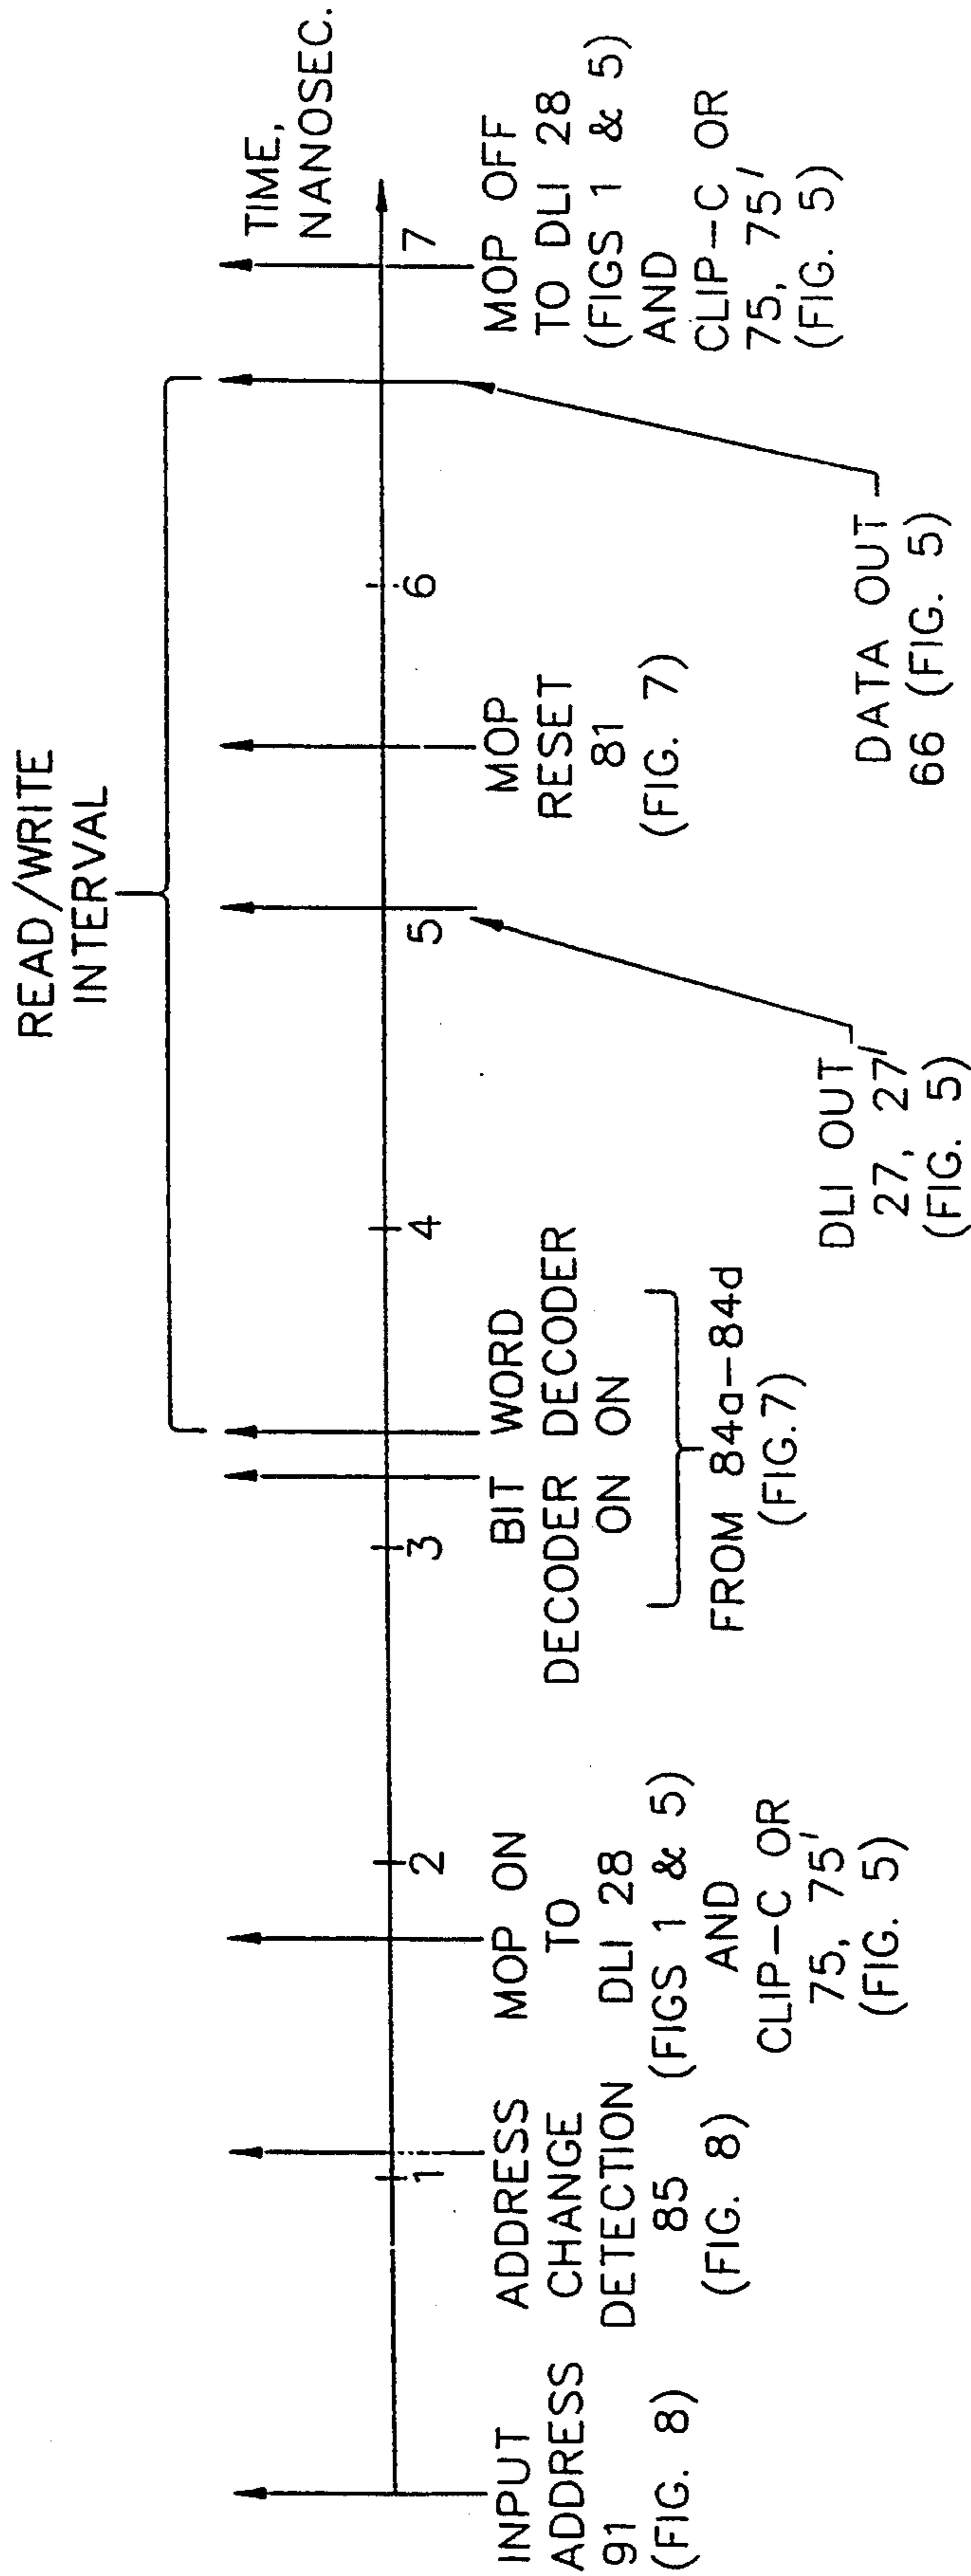 READ/WRITE
INTERVAL
TIME,
NANOSEC.
1
2
3
4
5
6
7
INPUT
ADDRESS
91
(FIG. 8)
ADDRESS
CHANGE
DETECTION
85
(FIG. 8)
MOP ON
TO
DLI 28
(FIGS 1 & 5)
AND
CLIP-C OR
75, 75'
(FIG. 5)
BIT
DECODER
ON
WORD
DECODER
ON
FROM 84a-84d
(FIG.7)
DLI OUT
27, 27'
(FIG. 5)
MOP
RESET
81
(FIG. 7)
DATA OUT
66 (FIG. 5)
MOP OFF
TO DLI 28
(FIGS 1 & 5)
AND
CLIP-C OR
75, 75'
(FIG. 5)